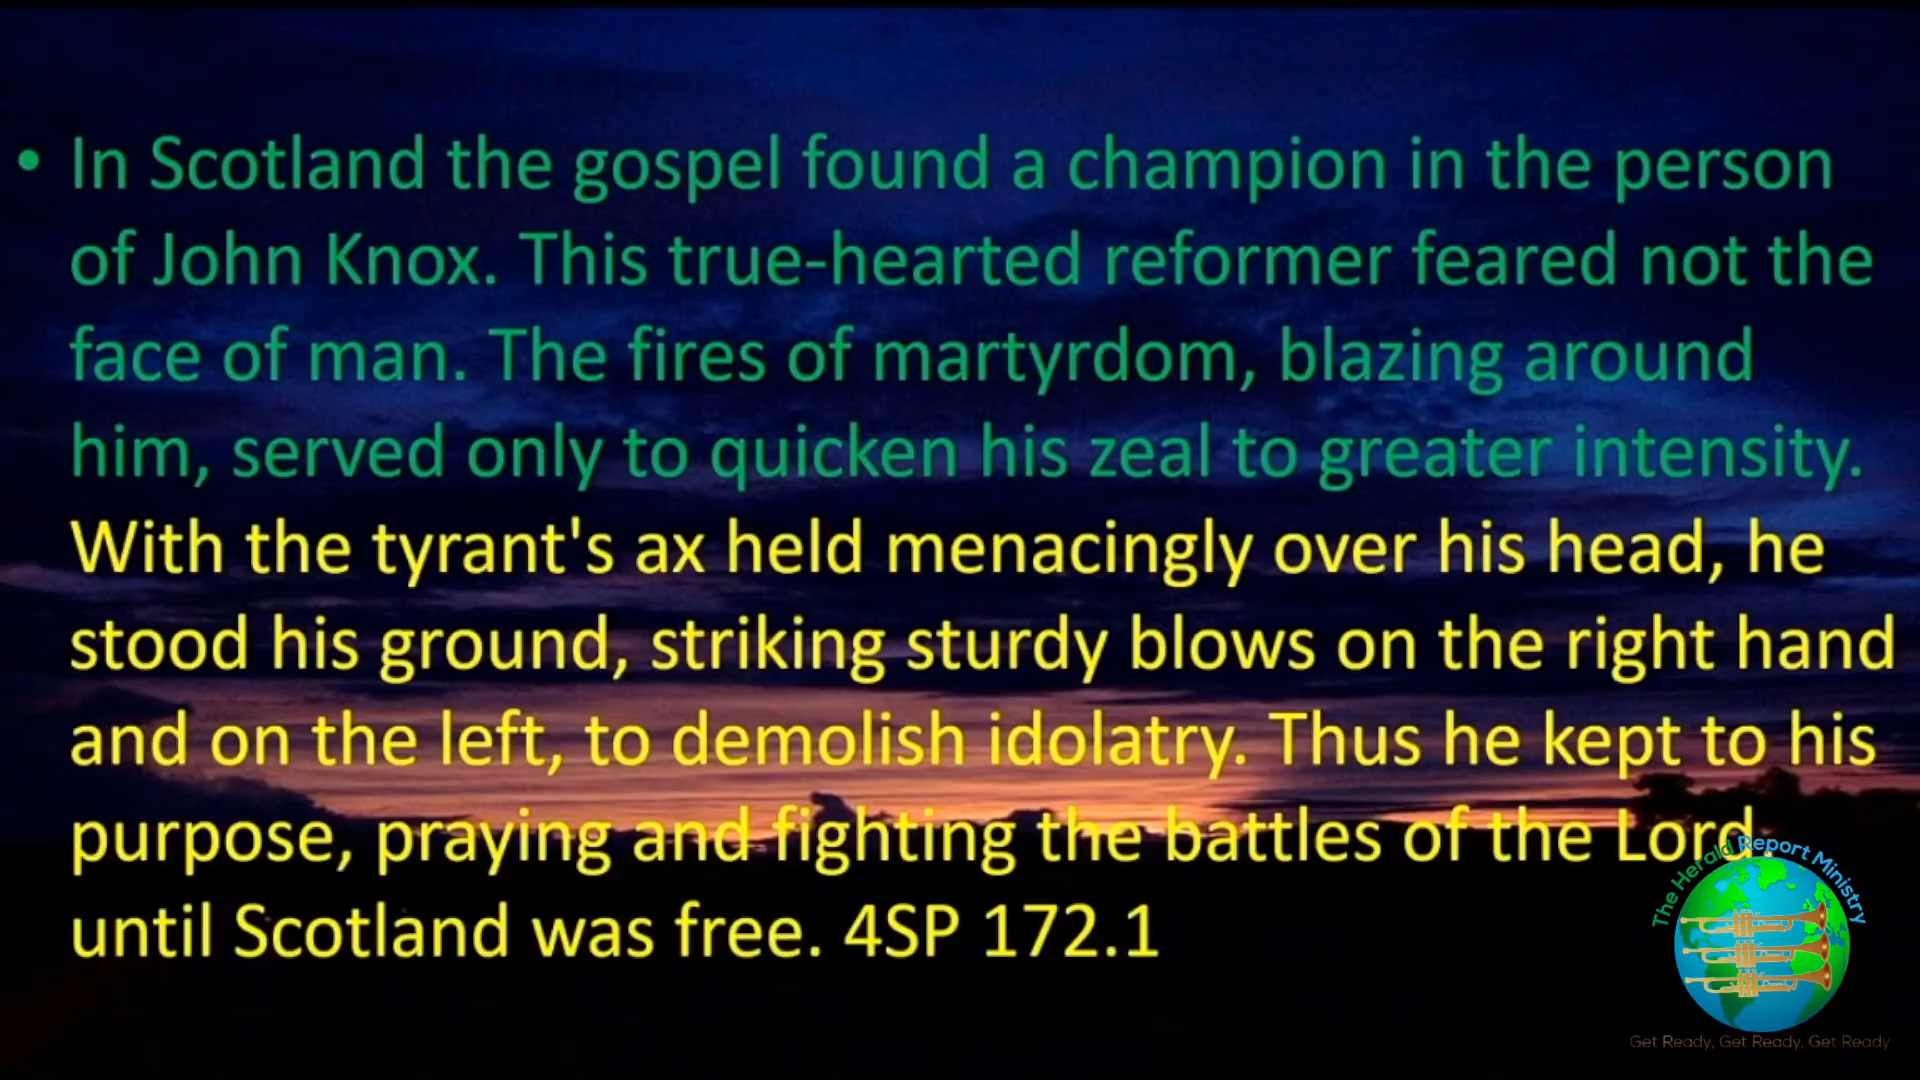 • In Scotland the gospel found a champion in the person
of John Knox. This true-hearted reformer feared not the
face of man. The fires of martyrdom, blazing around
him, served only to quicken his zeal to greater intensity.
With the tyrant's ax held menacingly over his head, he
stood his ground, striking sturdy blows on the right hand
and on the left, to demolish idolatry. Thus he kept to his
purpose, praying and fighting the battles of the Lord,
until Scotland was free. 4SP 172.1
The Herald Report Ministry
Get Ready, Get Ready, Get Ready